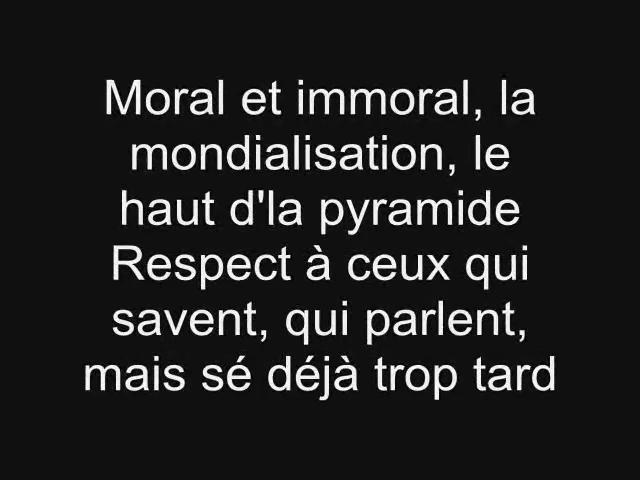 Moral et immoral, la
mondialisation, le
haut d'la pyramide
Respect à ceux qui
savent, qui parlent,
mais sé déjà trop tard